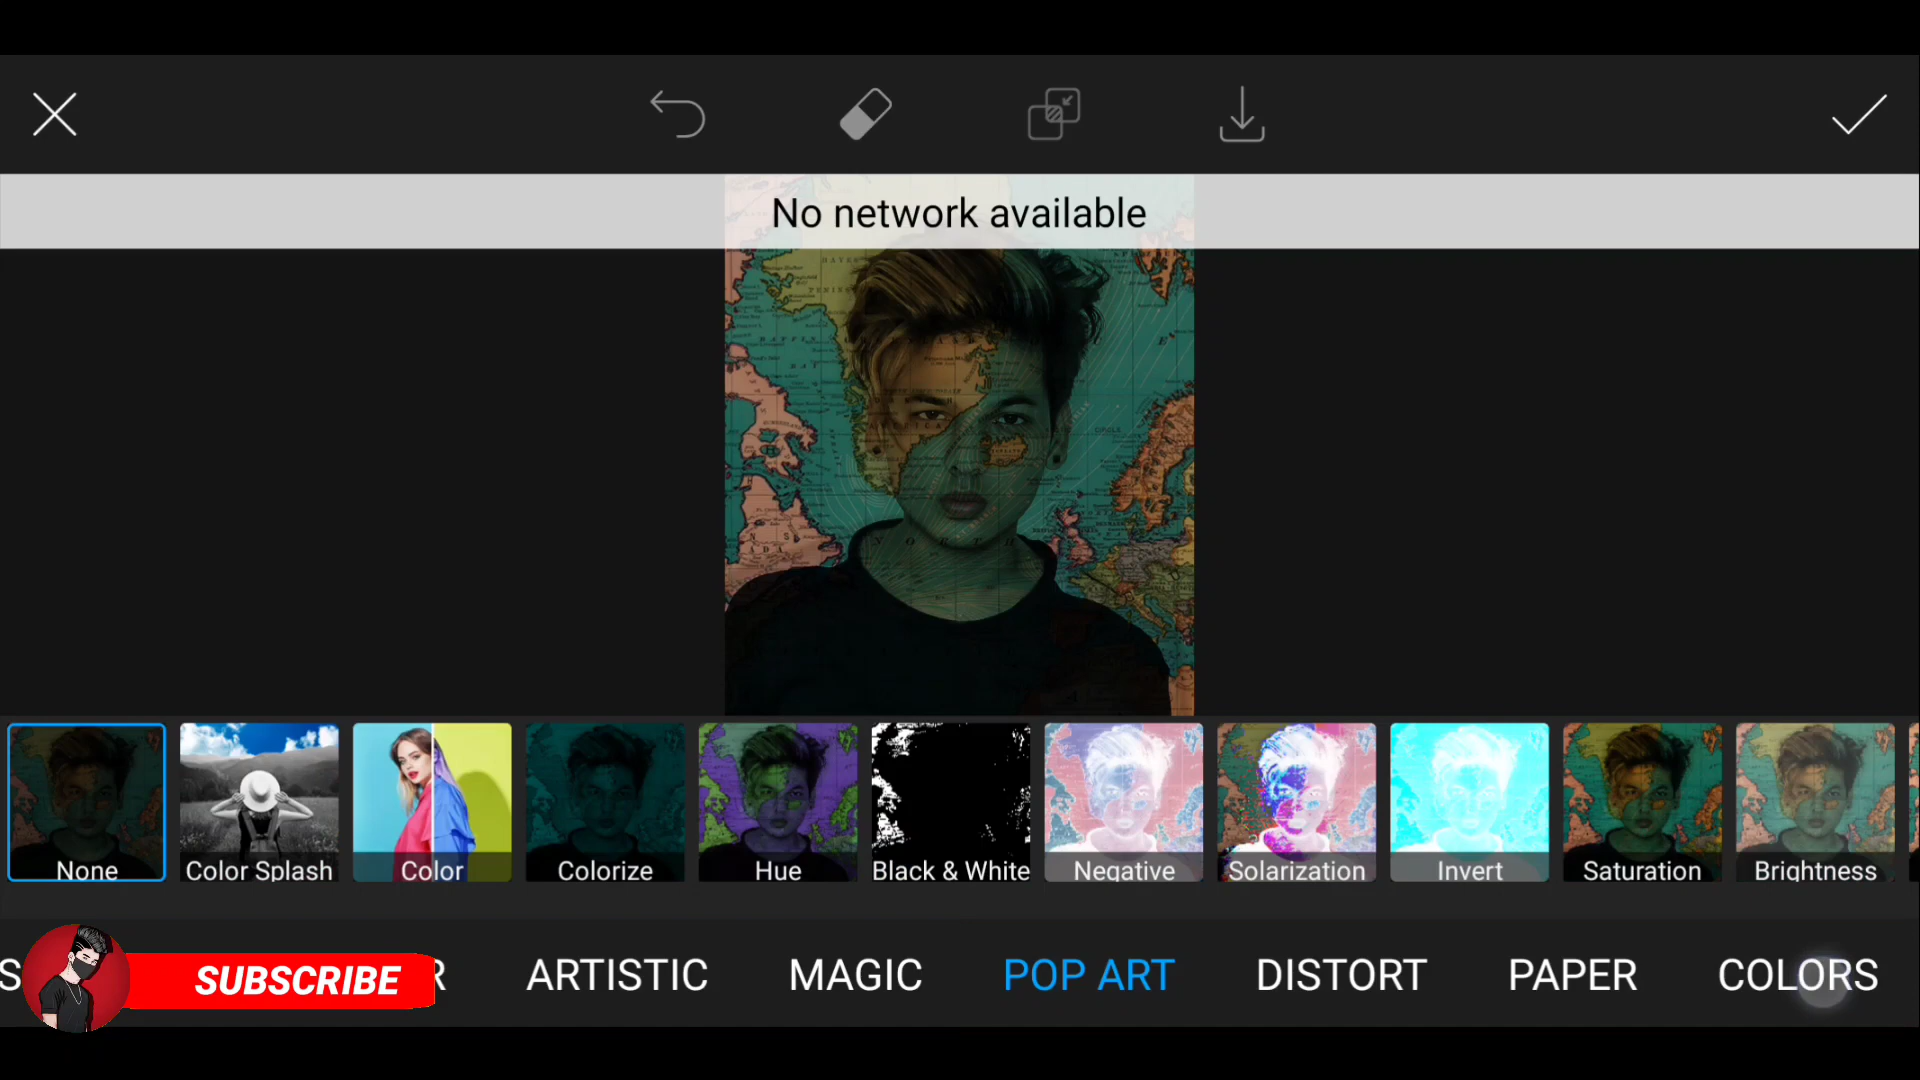 No network available
None
Color Splash
Color
Colorize
Hue
Black & White
Negative
Solarization
Invert
Saturation
Brightness
S
SUBSCRIBE
R
ARTISTIC
MAGIC
POP ART
DISTORT
PAPER
COLORS